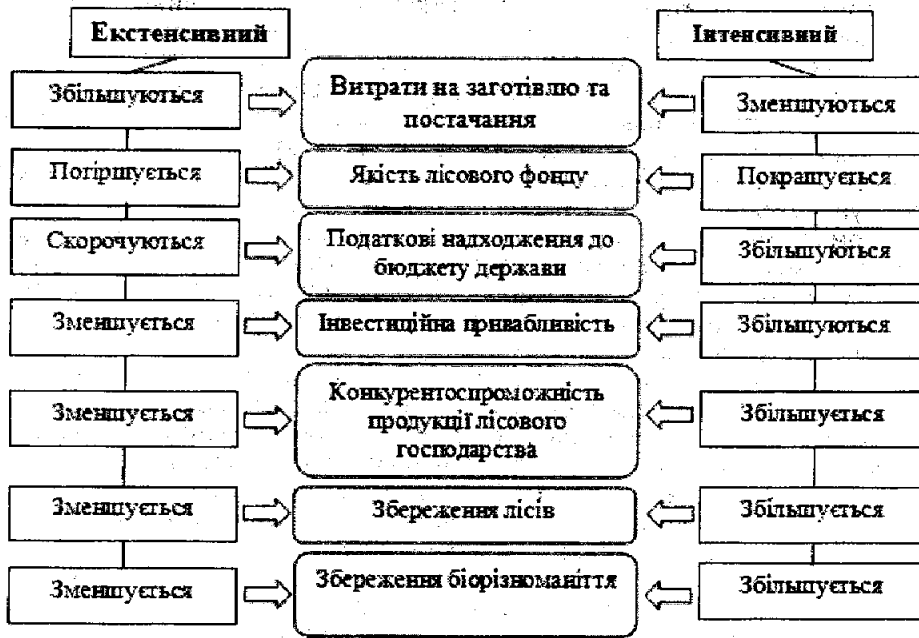 Екстенсивний
Інтенсивний
Збільшуються
Витрати на заготівлю та
постачання
Зменшуються
Погіршується
Якість лісового фонду
Покращується
Скорочуються
Податкові надходження до
бюджету держави
Збільшуються
Зменшується
Інвестиційна привабливість
Збільшуються
Зменшується
Конкурентоспроможність
продукції лісового
господарства
Збільшується
Зменшується
Збереження лісів
Збільшується
Зменшується
Збереження біорізноманіття
Збільшується